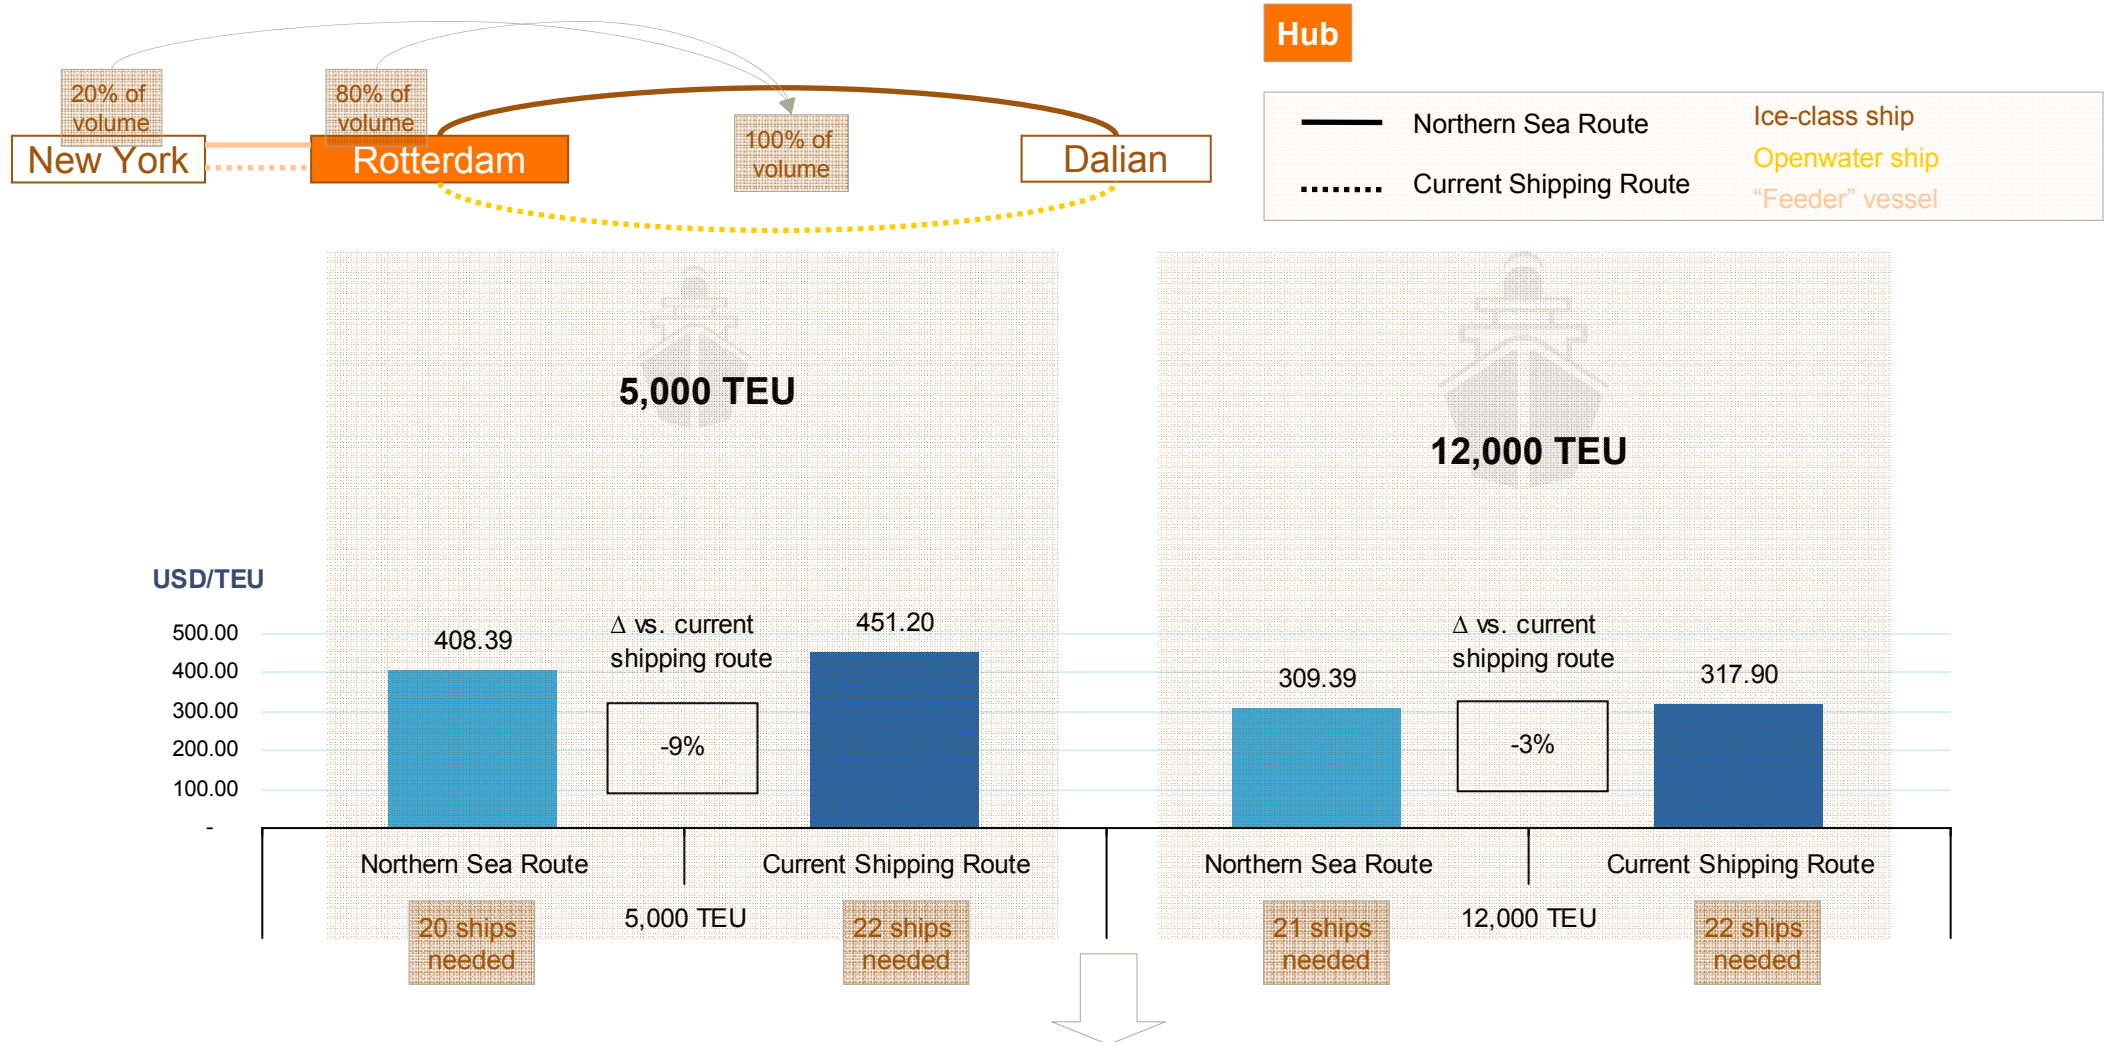 Hub
20% of
volume
80% of
volume
100% of
volume
New York
Rotterdam
Dalian
Northern Sea Route
Current Shipping Route
Ice-class ship
Openwater ship
“Feeder” vessel
5,000 TEU
12,000 TEU
USD/TEU
500.00
400.00
300.00
200.00
100.00
-
408.39
Δ vs. current
shipping route
-9%
451.20
309.39
Δ vs. current
shipping route
-3%
317.90
Northern Sea Route
Current Shipping Route
Northern Sea Route
Current Shipping Route
5,000 TEU
12,000 TEU
20 ships
needed
22 ships
needed
21 ships
needed
22 ships
needed